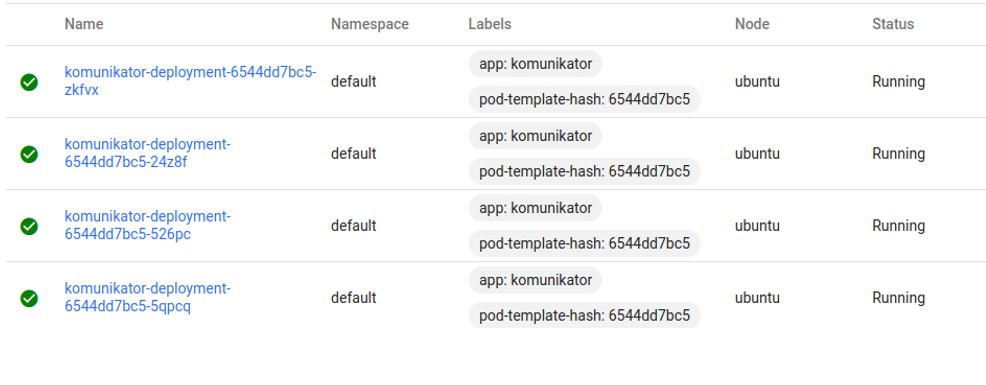 Name Namespace Labels Node Status
komunikator-deployment-6544dd7bc5-
zkfvx
default
app: komunikator
pod-template-hash: 6544dd7bc5
ubuntu
Running
komunikator-deployment-
6544dd7bc5-24z8f
default
app: komunikator
pod-template-hash: 6544dd7bc5
ubuntu
Running
komunikator-deployment-
6544dd7bc5-526pc
default
app: komunikator
pod-template-hash: 6544dd7bc5
ubuntu
Running
komunikator-deployment-
6544dd7bc5-5qpcq
default
app: komunikator
pod-template-hash: 6544dd7bc5
ubuntu
Running